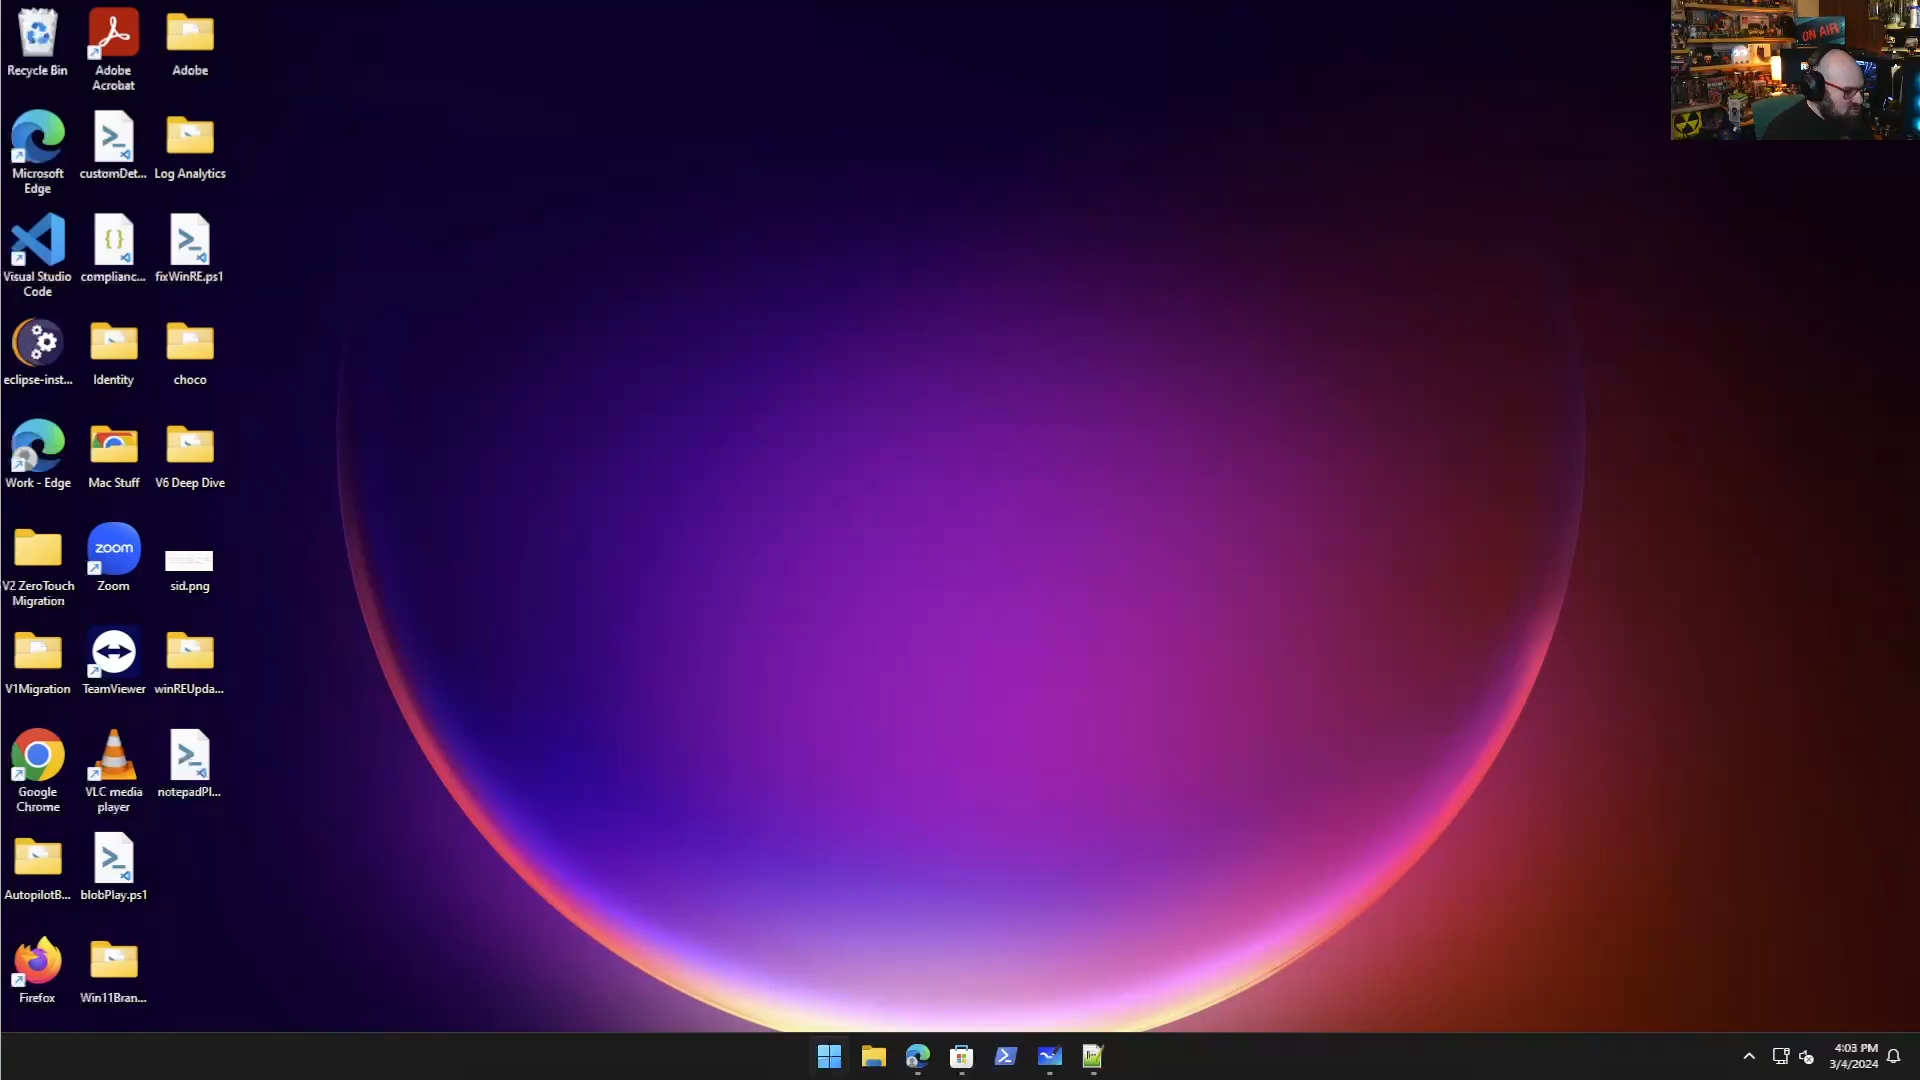 Recycle Bin
Adobe
Acrobat
Adobe
Microsoft
Edge
customDet...
Log Analytics
Visual Studio
Code
complianc...
fixWinRE.ps1
eclipse-inst...
Identity
choco
Work - Edge
Mac Stuff
V6 Deep Dive
V2 ZeroTouch
Migration
zoom
Zoom
sid.png
V1Migration
TeamViewer
winREUpda...
Google
Chrome
VLC media
player
notepadPl...
AutopilotB...
blobPlay.ps1
Firefox
Win11Bran...
ON AIR
4:03 PM
3/4/2024